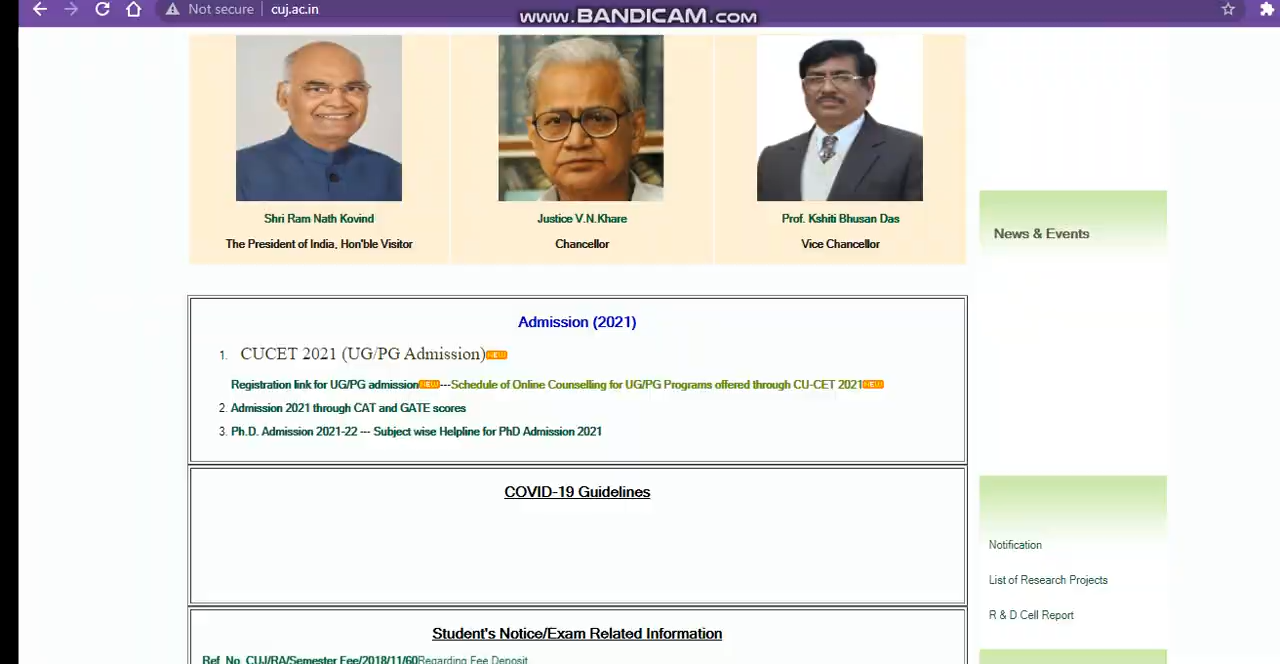 Not secure | cuj.ac.in
www.BANDICAM.com
Shri Ram Nath Kovind
The President of India, Hon'ble Visitor
Justice V.N.Khare
Chancellor
Prof. Kshiti Bhusan Das
Vice Chancellor
News & Events
Admission (2021)
1. CUCET 2021 (UG/PG Admission) NEW
Registration link for UG/PG admission NEW ---Schedule of Online Counselling for UG/PG Programs offered through CU-CET 2021 NEW
2. Admission 2021 through CAT and GATE scores
3. Ph.D. Admission 2021-22 --- Subject wise Helpline for PhD Admission 2021
COVID-19 Guidelines
Notification
List of Research Projects
R & D Cell Report
Student's Notice/Exam Related Information
Ref. No. CUJ/RA/Semester Fee/2018/11/60Regarding Fee Deposit